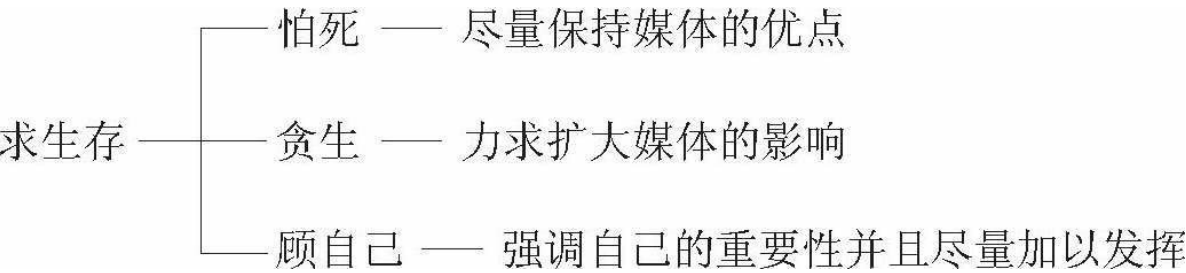 怕死 —— 尽量保持媒体的优点
求生存 —— 贪生 —— 力求扩大媒体的影响
顾自己 —— 强调自己的重要性并且尽量加以发挥